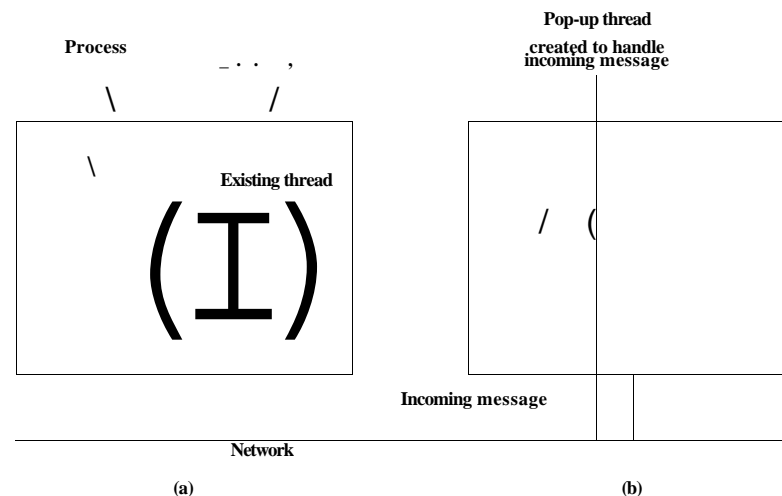 Process
Pop-up thread
created to handle
incoming message
Existing thread
(I)
Incoming message
Network
(a)
(b)